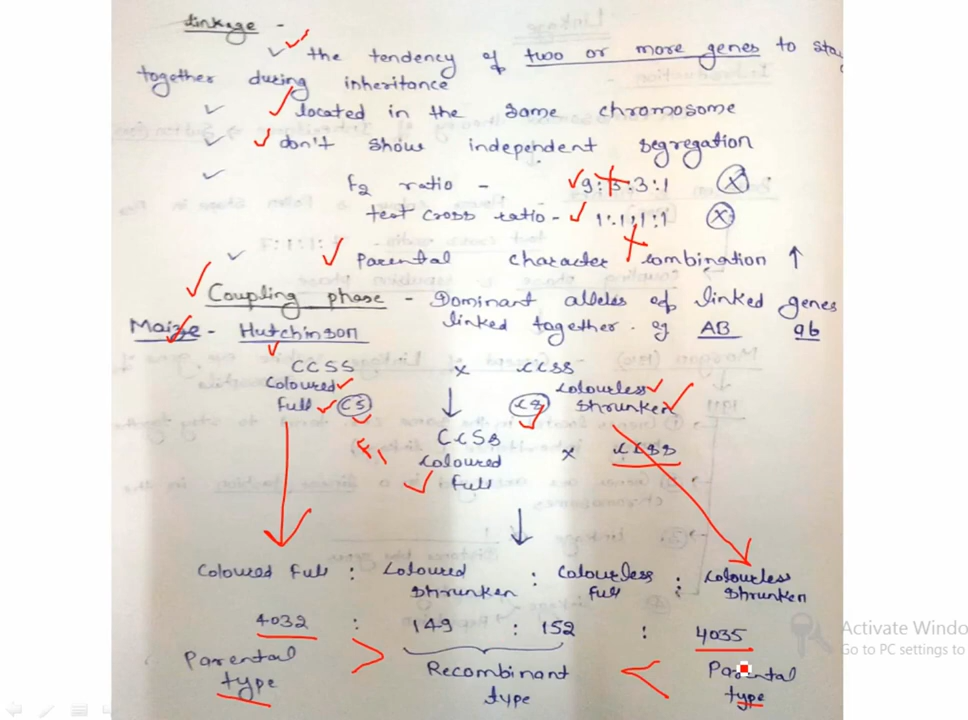 Linkage -
the tendency of two or more genes to stay
together during inheritance
located in the same chromosome
don't show independent segregation
F2 ratio - 9:3:3:1
test cross ratio - 1:1:1:1
Parental character combination ↑
Coupling phase - Dominant alleles of linked genes
linked together. AB ab
Maize - Hutchinson
CCSS x ccss
Coloured Colourless
Full CS cs Shrunken
F1 CcSs x ccss
Coloured
full
Coloured Full : Coloured Shrunken : Colourless full : Colourless Shrunken
4032 : 149 : 152 : 4035
Parental type > Recombinant type < Parental type
Activate Windo
Go to PC settings to